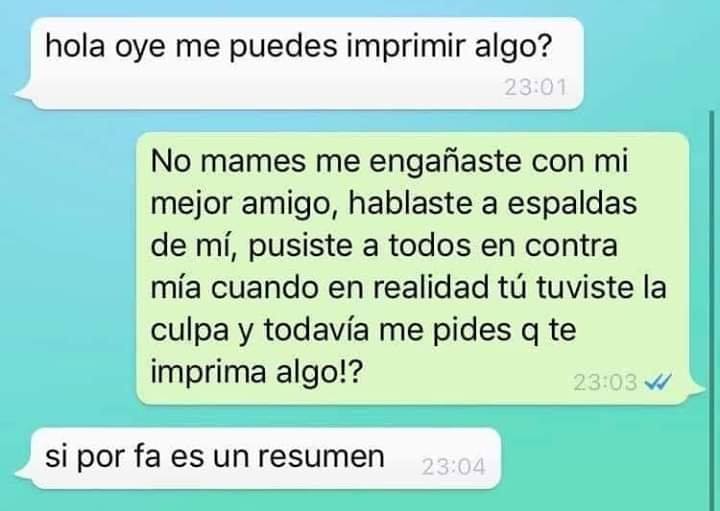 hola oye me puedes imprimir algo?
23:01
No mames me engañaste con mi
mejor amigo, hablaste a espaldas
de mí, pusiste a todos en contra
mía cuando en realidad tú tuviste la
culpa y todavía me pides q te
imprima algo!?
23:03
si por fa es un resumen
23:04